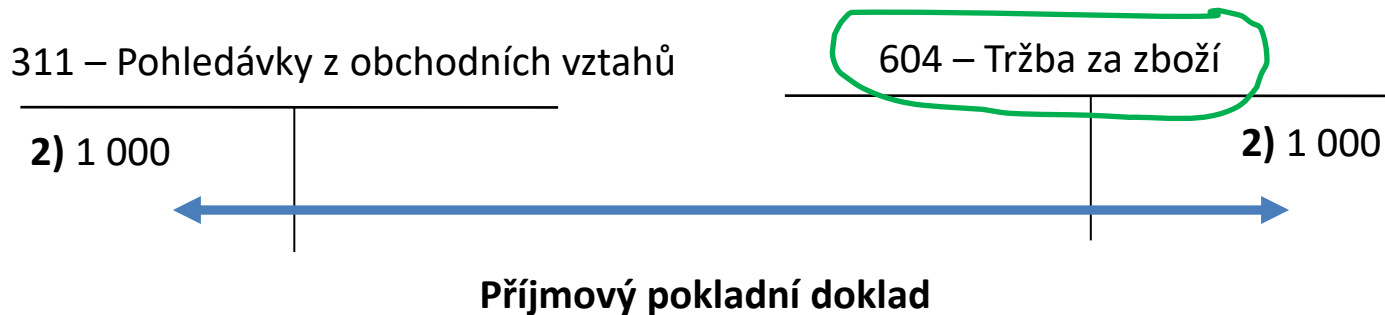 311 – Pohledávky z obchodních vztahů
604 – Tržba za zboží
2) 1 000
2) 1 000
Příjmový pokladní doklad